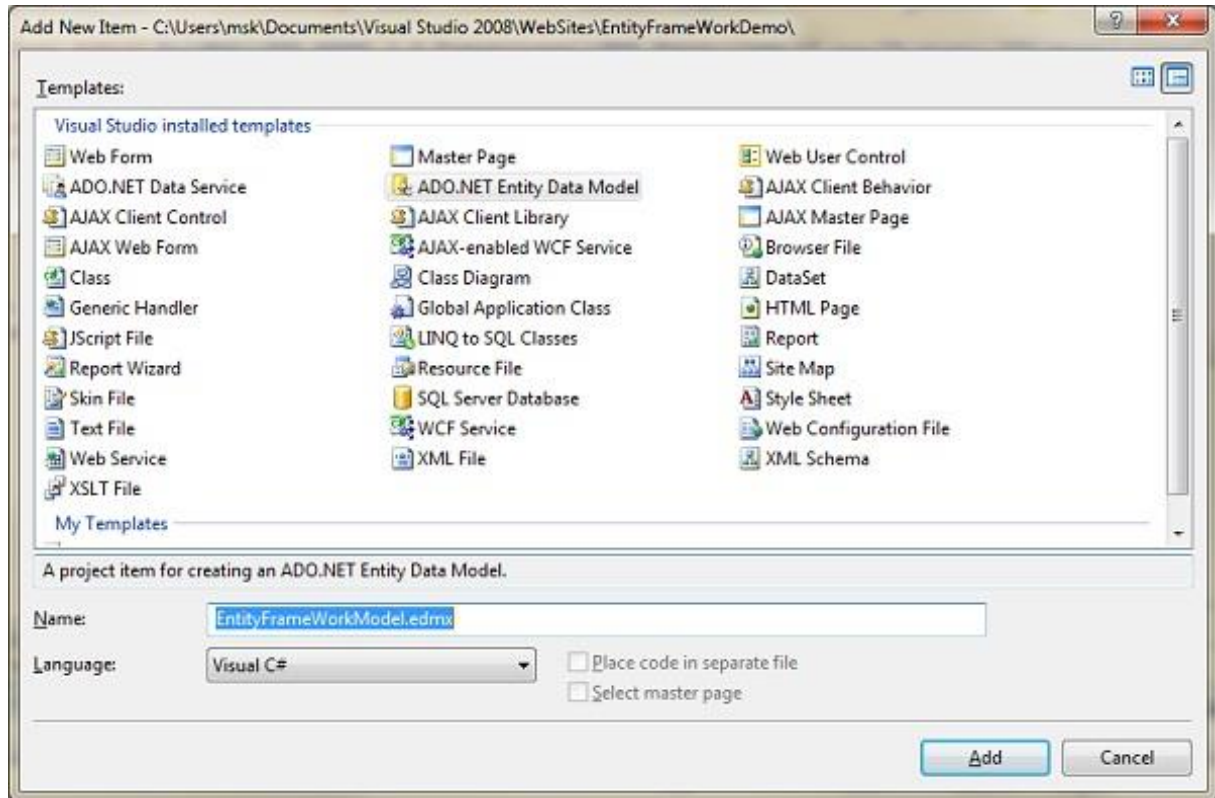 Add New Item - C:\Users\msk\Documents\Visual Studio 2008\WebSites\EntityFrameWorkDemo\
Templates:
Visual Studio installed templates
Web Form Master Page Web User Control
ADO.NET Data Service ADO.NET Entity Data Model AJAX Client Behavior
AJAX Client Control AJAX Client Library AJAX Master Page
AJAX Web Form AJAX-enabled WCF Service Browser File
Class Class Diagram DataSet
Generic Handler Global Application Class HTML Page
JScript File LINQ to SQL Classes Report
Report Wizard Resource File Site Map
Skin File SQL Server Database Style Sheet
Text File WCF Service Web Configuration File
Web Service XML File XML Schema
XSLT File
My Templates
A project item for creating an ADO.NET Entity Data Model.
Name: EntityFrameWorkModel.edmx
Language: Visual C# Place code in separate file
Select master page
Add Cancel